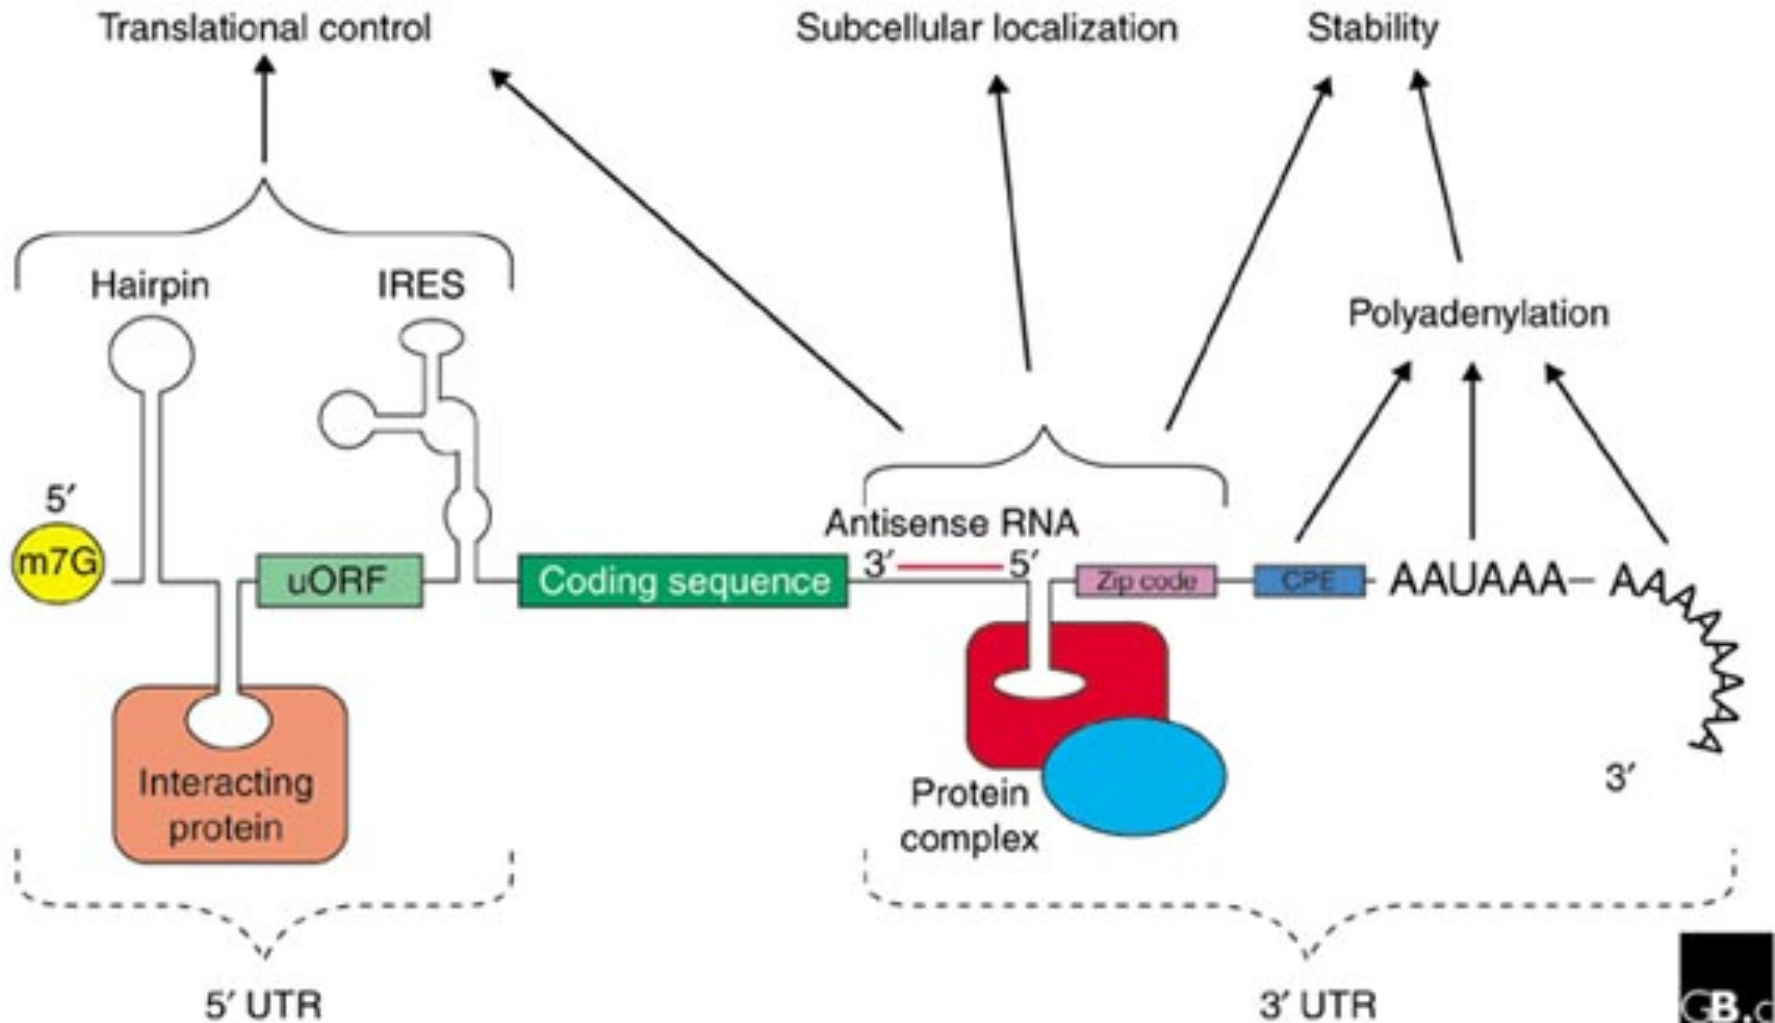 Translational control
Subcellular localization
Stability
Hairpin
IRES
Polyadenylation
5′
Antisense RNA
3′
5′
m7G
uORF
Coding sequence
Zip code
CPE
AAUAAA
AAAAAAAA
Interacting
protein
Protein
complex
3′
5′ UTR
3′ UTR
GB.c